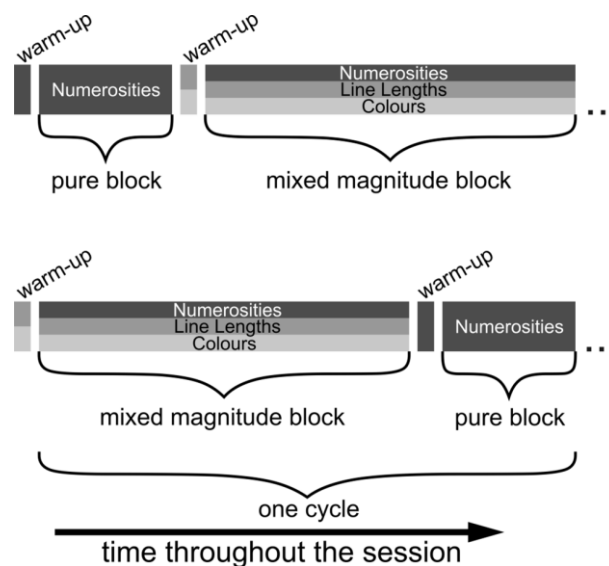 warm-up
warm-up
Numerosities
Numerosities
Line Lengths
Colours
..
pure block
mixed magnitude block
warm-up
warm-up
Numerosities
Line Lengths
Colours
Numerosities
..
mixed magnitude block
pure block
one cycle
time throughout the session